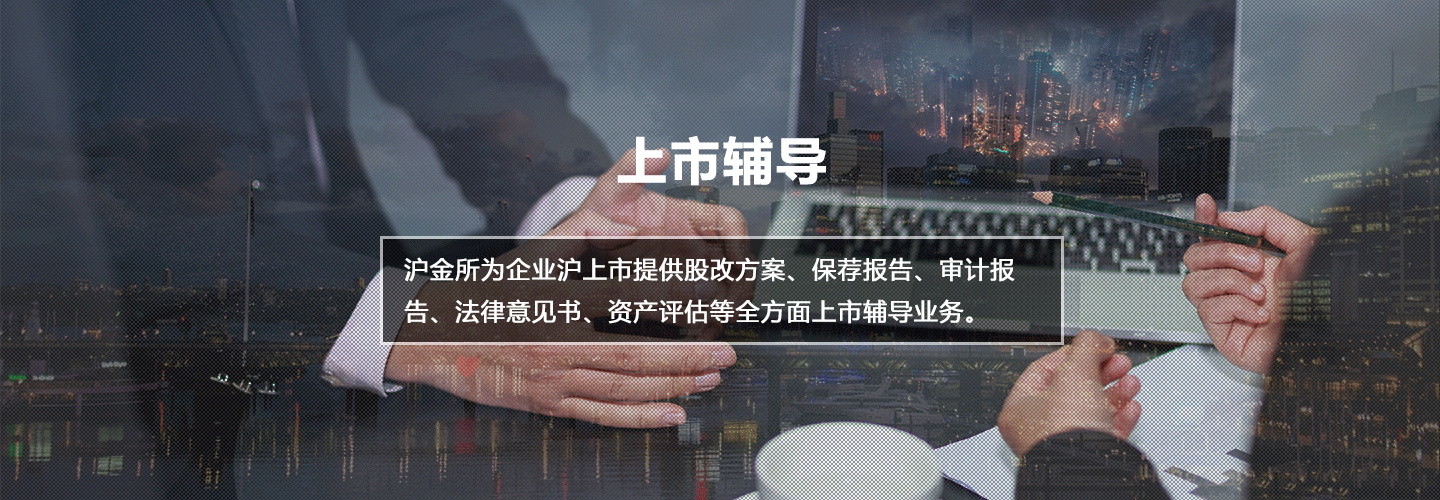 上市辅导
沪金所为企业沪上市提供股改方案、保荐报告、审计报
告、法律意见书、资产评估等全方面上市辅导业务。